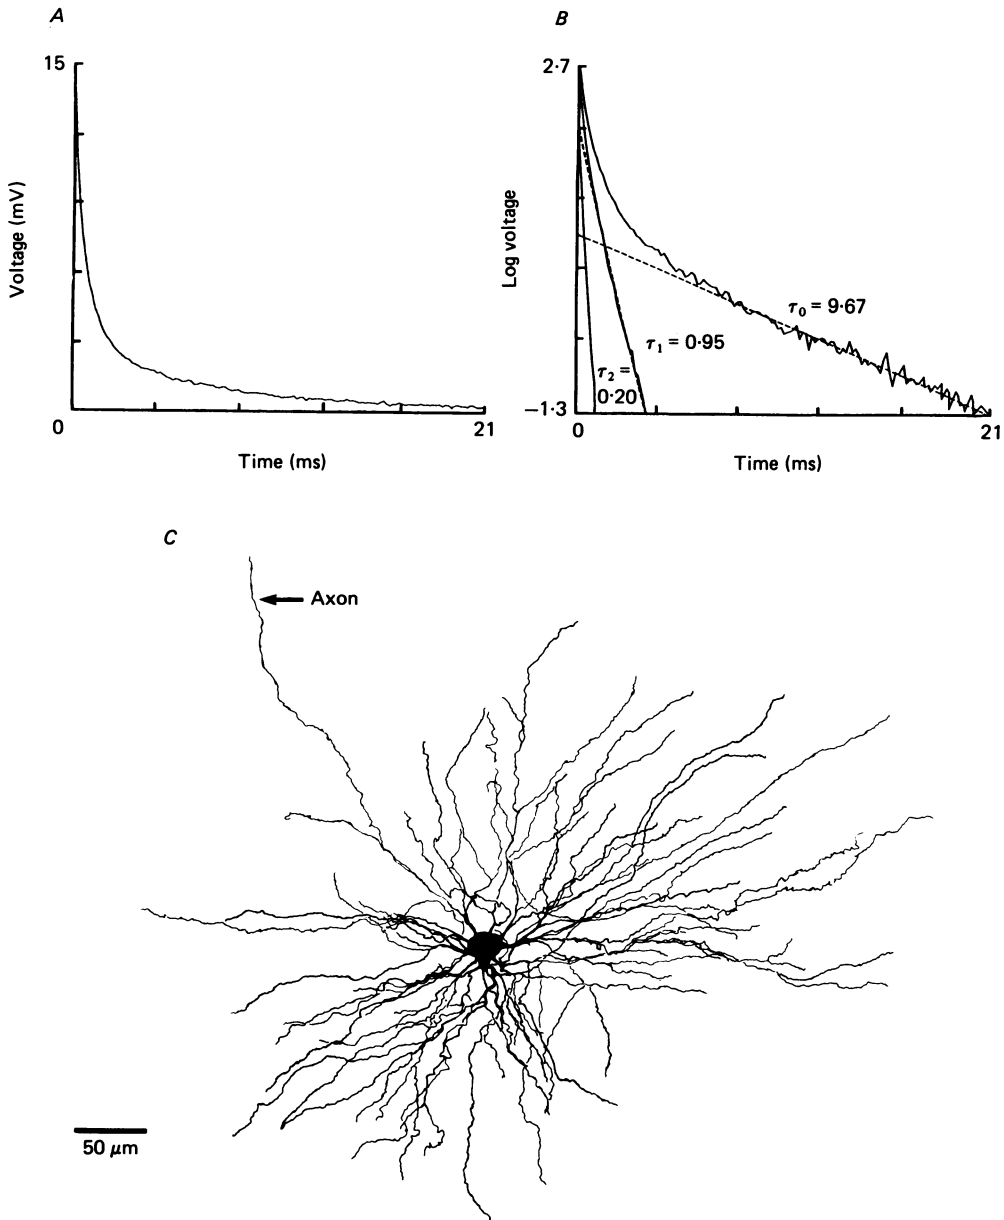 A
15
Voltage (mV)
0
21
Time (ms)
B
2·7
Log voltage
τ0 = 9·67
τ1 = 0·95
τ2 =
0·20
−1·3
0
21
Time (ms)
C
Axon
50 μm